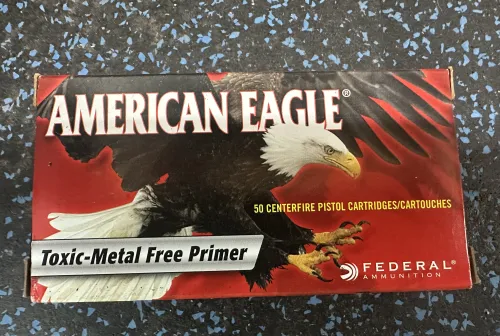 AMERICAN EAGLE®
50 CENTERFIRE PISTOL CARTRIDGES/CARTOUCHES
Toxic-Metal Free Primer
FEDERAL®
AMMUNITION